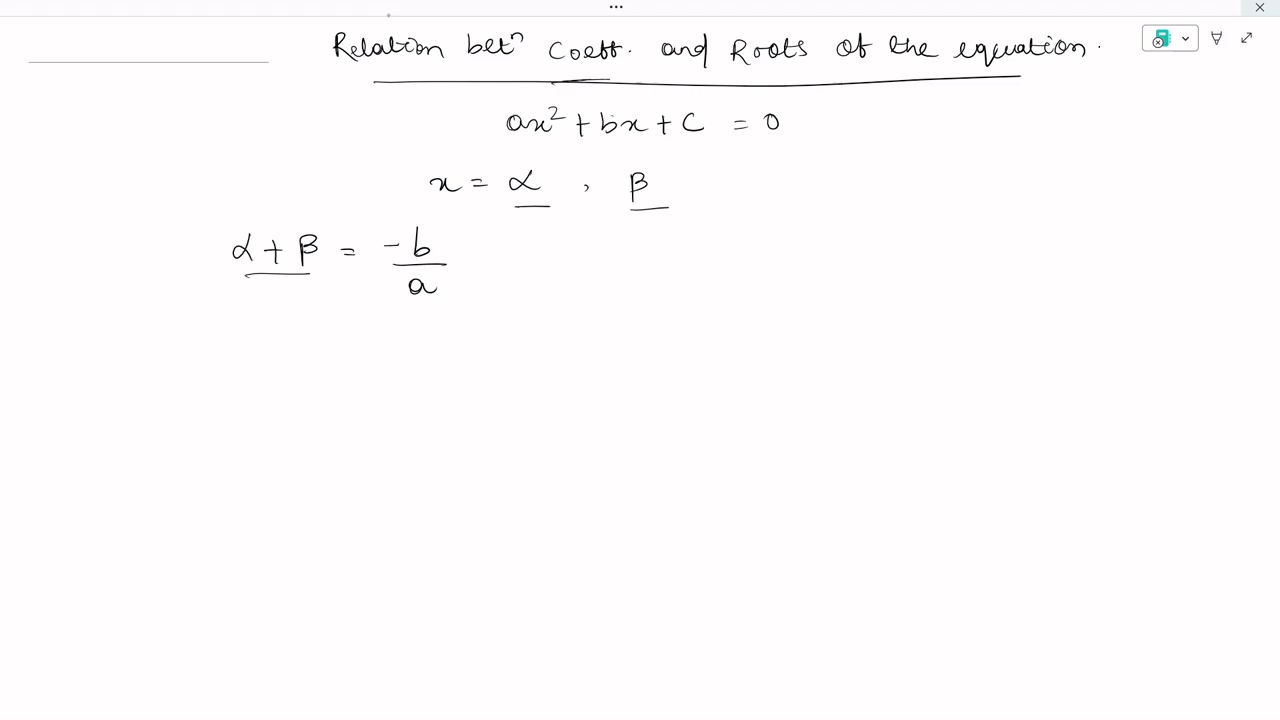 Relation betⁿ Coeff. and Roots of the equation.
ax² + bx + c = 0
x = α , β
α + β = -b/a